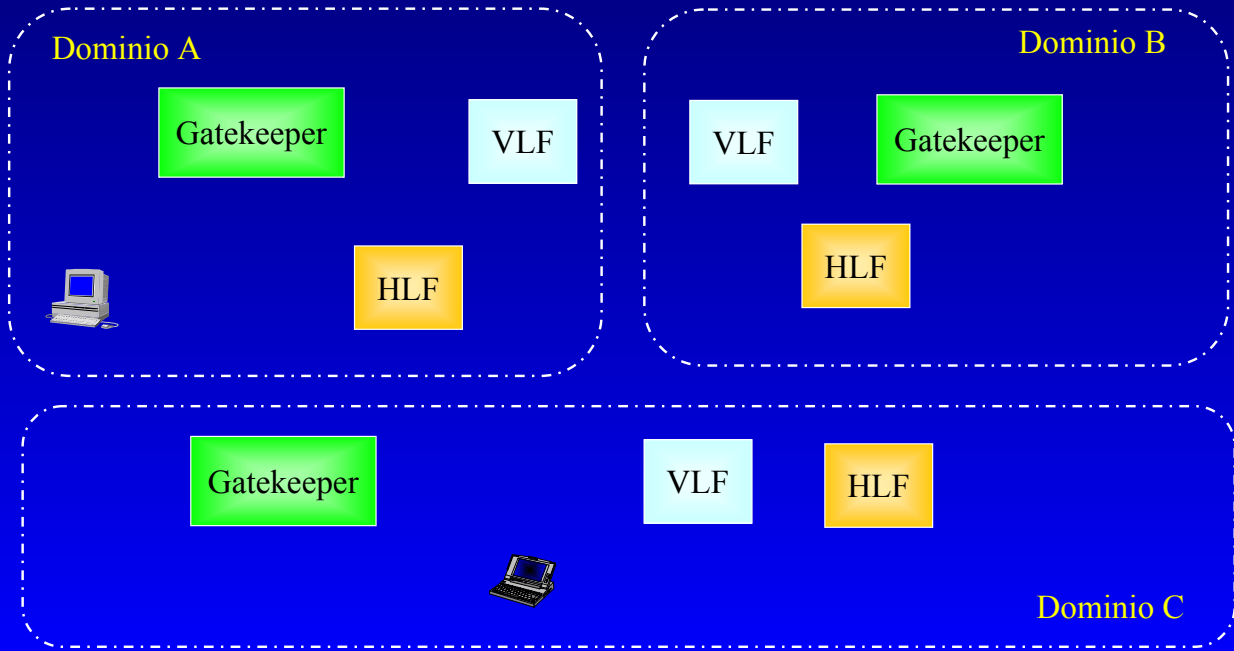 Dominio A
Gatekeeper
VLF
HLF
Dominio B
VLF
Gatekeeper
HLF
Gatekeeper
VLF
HLF
Dominio C